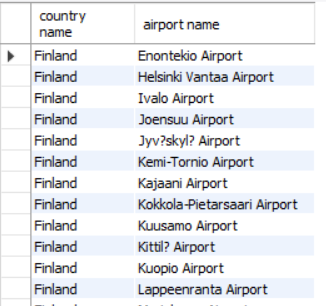 country name airport name
Finland Enontekio Airport
Finland Helsinki Vantaa Airport
Finland Ivalo Airport
Finland Joensuu Airport
Finland Jyv?skyl? Airport
Finland Kemi-Tornio Airport
Finland Kajaani Airport
Finland Kokkola-Pietarsaari Airport
Finland Kuusamo Airport
Finland Kittil? Airport
Finland Kuopio Airport
Finland Lappeenranta Airport